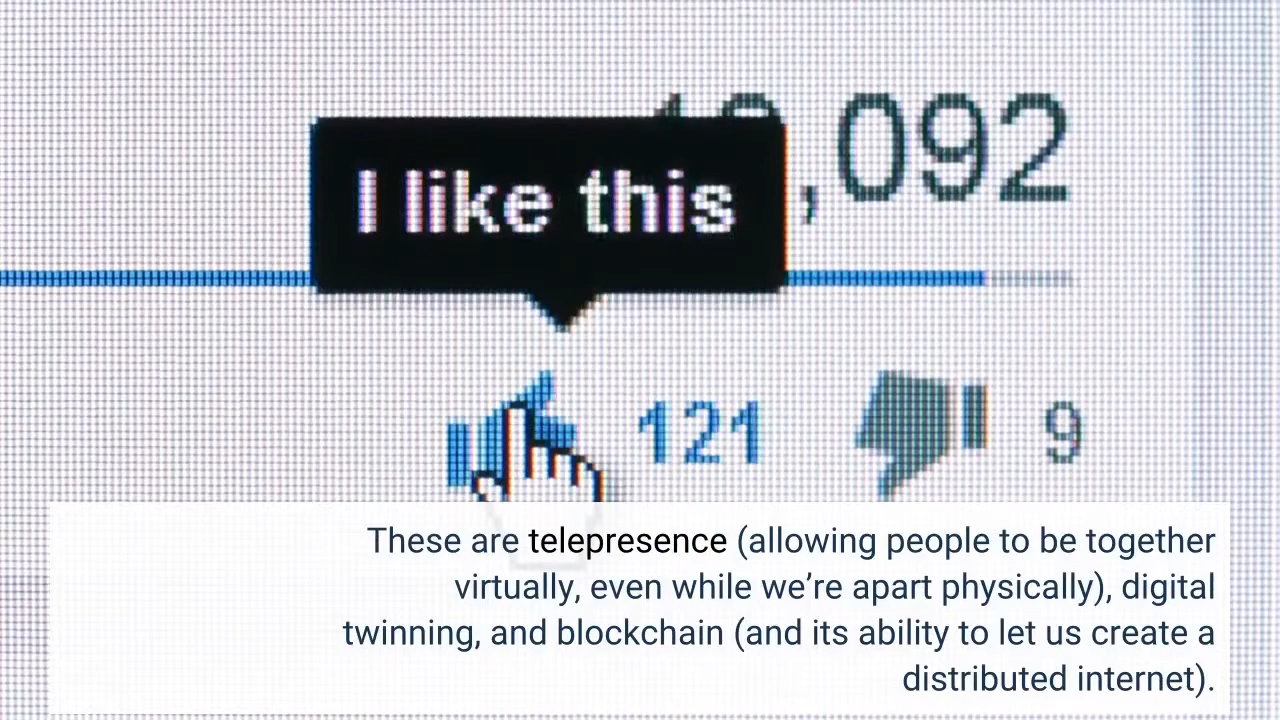 ,092
I like this
121 9
These are telepresence (allowing people to be together
virtually, even while we’re apart physically), digital
twinning, and blockchain (and its ability to let us create a
distributed internet).